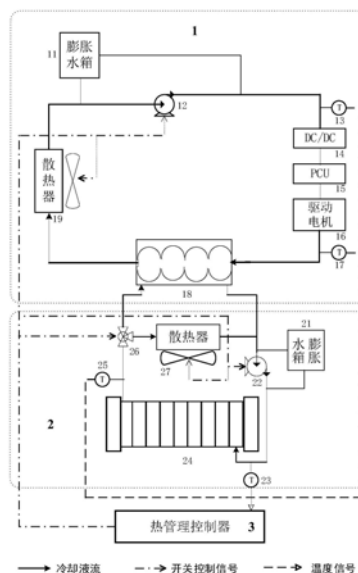 1
膨胀
水箱
11
12
T
13
DC/DC
14
PCU
15
驱动
电机
16
散热器
19
T
17
18
26
散热器
27
水箱
膨胀
21
22
T
25
2
24
T
23
热管理控制器 3
冷却液流 开关控制信号 温度信号